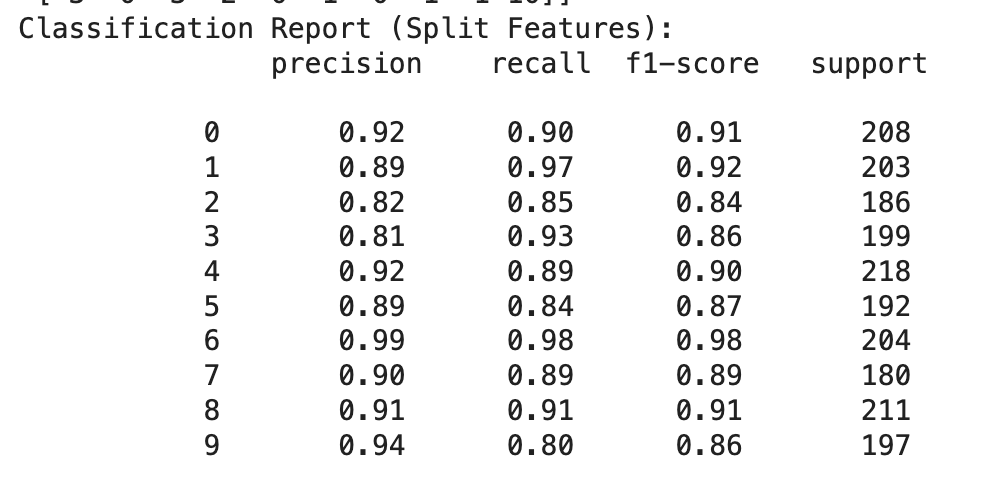 Classification Report (Split Features):
precision recall f1-score support
0 0.92 0.90 0.91 208
1 0.89 0.97 0.92 203
2 0.82 0.85 0.84 186
3 0.81 0.93 0.86 199
4 0.92 0.89 0.90 218
5 0.89 0.84 0.87 192
6 0.99 0.98 0.98 204
7 0.90 0.89 0.89 180
8 0.91 0.91 0.91 211
9 0.94 0.80 0.86 197